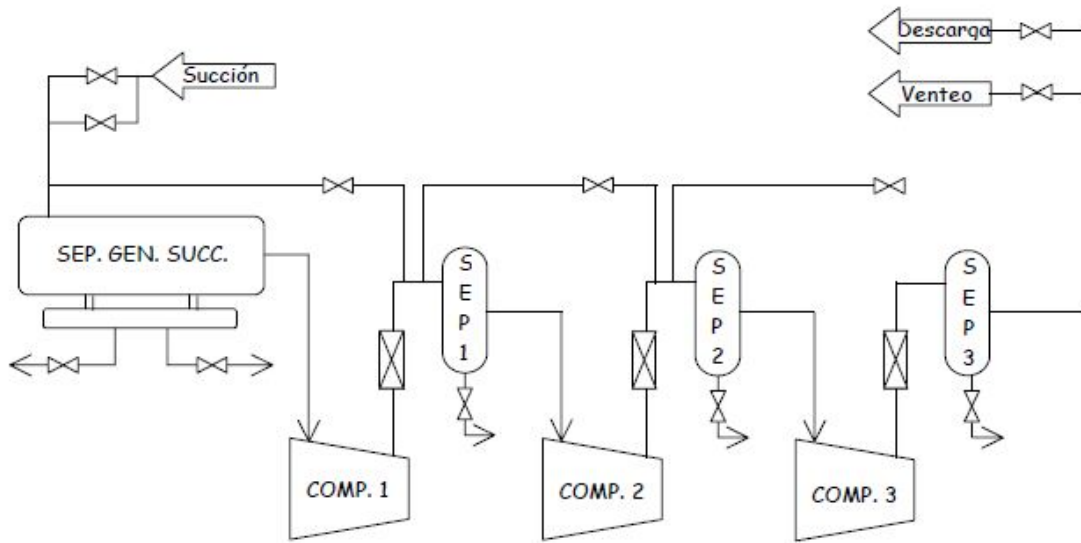 Descarga
Succión
Venteo
SEP. GEN. SUCC.
S
E
P
1
S
E
P
2
S
E
P
3
COMP. 1
COMP. 2
COMP. 3